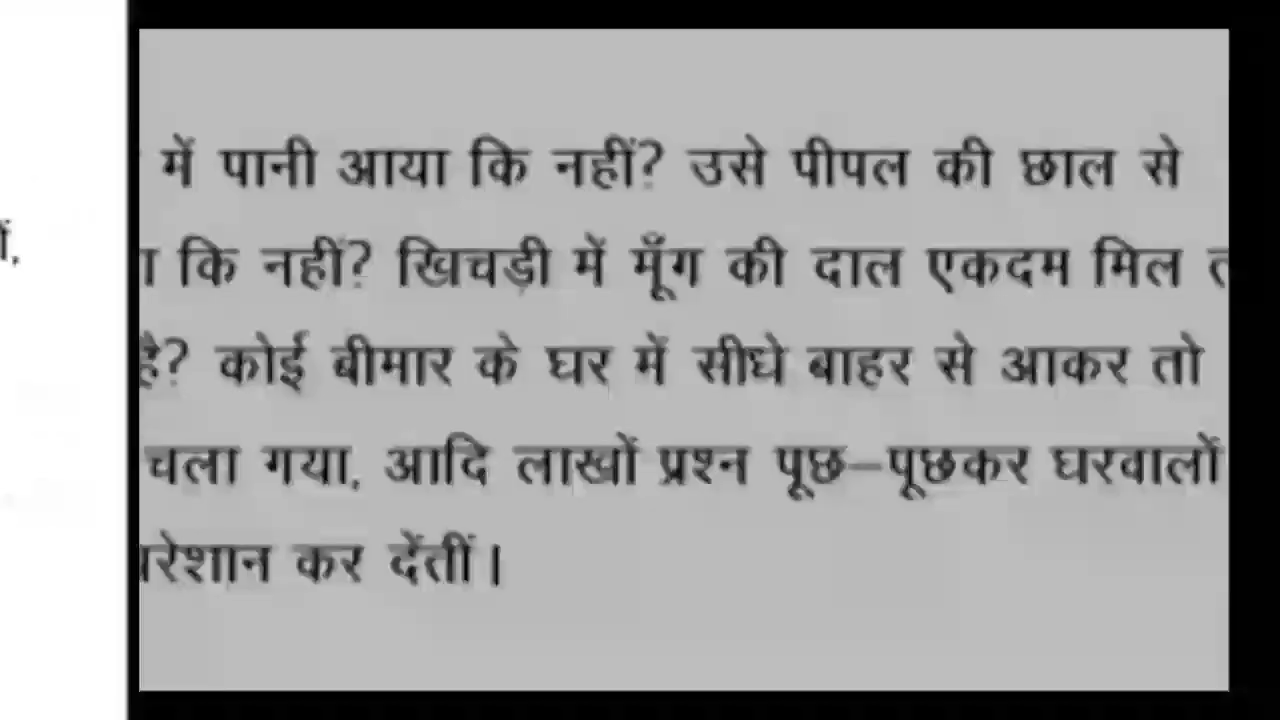 में पानी आया कि नहीं? उसे पीपल की छाल से
कि नहीं? खिचड़ी में मूँग की दाल एकदम मिल
है? कोई बीमार के घर में सीधे बाहर से आकर तो
चला गया, आदि लाखों प्रश्न पूछ-पूछकर घरवालों
कर देंतीं।